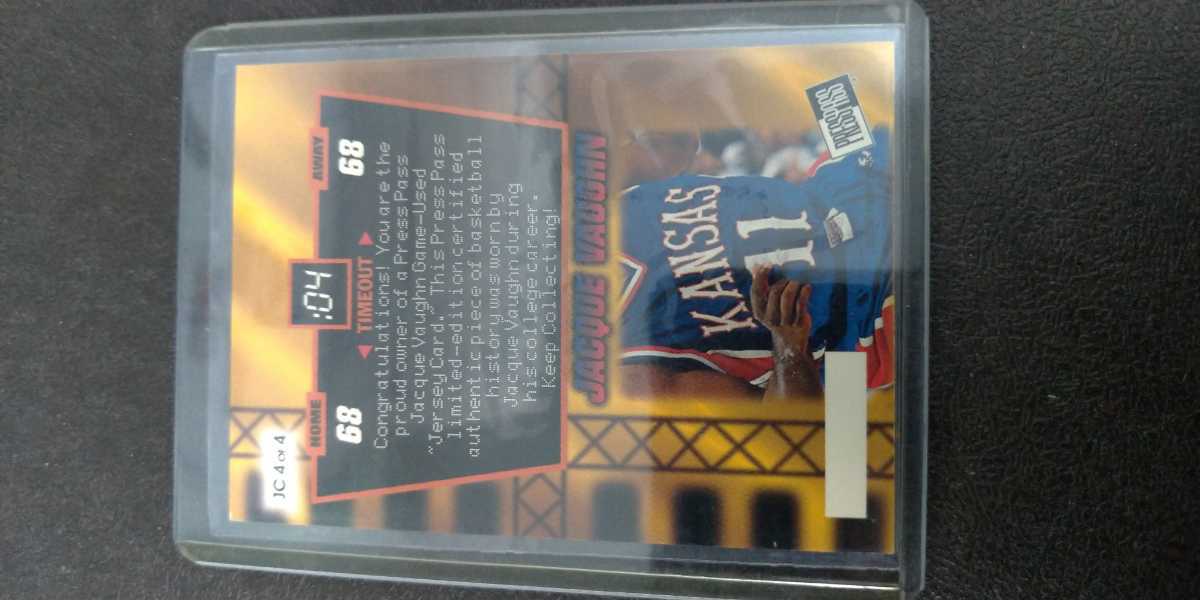 JC 4 OF 4
HOME :04 AWAY
68 ◄ TIMEOUT ► 68
Congratulations! You are the
proud owner of a Press Pass
Jacque Vaughn Game-Used
"Jersey Card." This Press Pass
limited-edition certified
authentic piece of basketball
history was worn by
Jacque Vaughn during
his college career.
Keep Collecting!
JACQUE VAUGHN
KANSAS
11
PRESS PASS